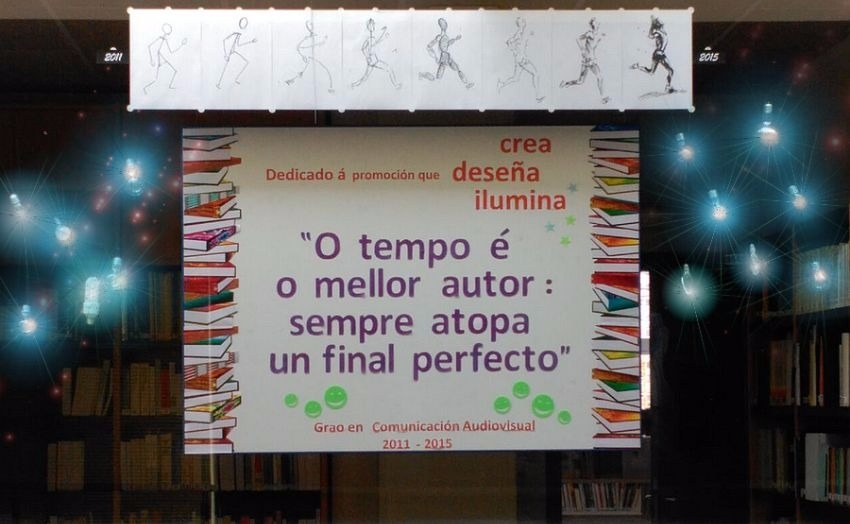 2011
2015
crea
Dedicado á promoción que deseña
ilumina
"O tempo é
o mellor autor:
sempre atopa
un final perfecto"
Grao en Comunicación Audiovisual
2011 - 2015